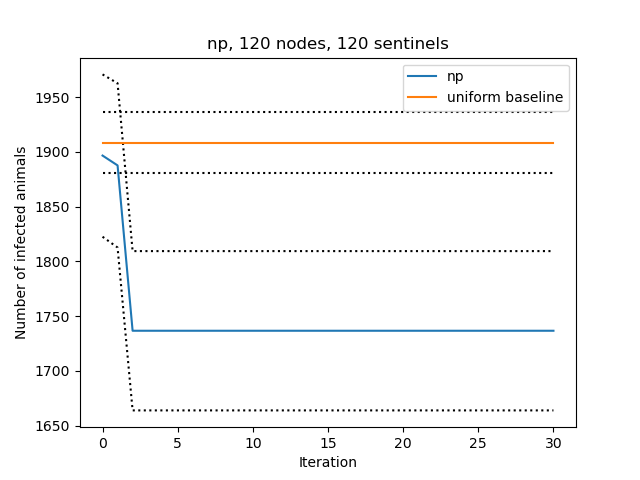 np, 120 nodes, 120 sentinels
np
uniform baseline
Number of infected animals
1950
1900
1850
1800
1750
1700
1650
0 5 10 15 20 25 30
Iteration